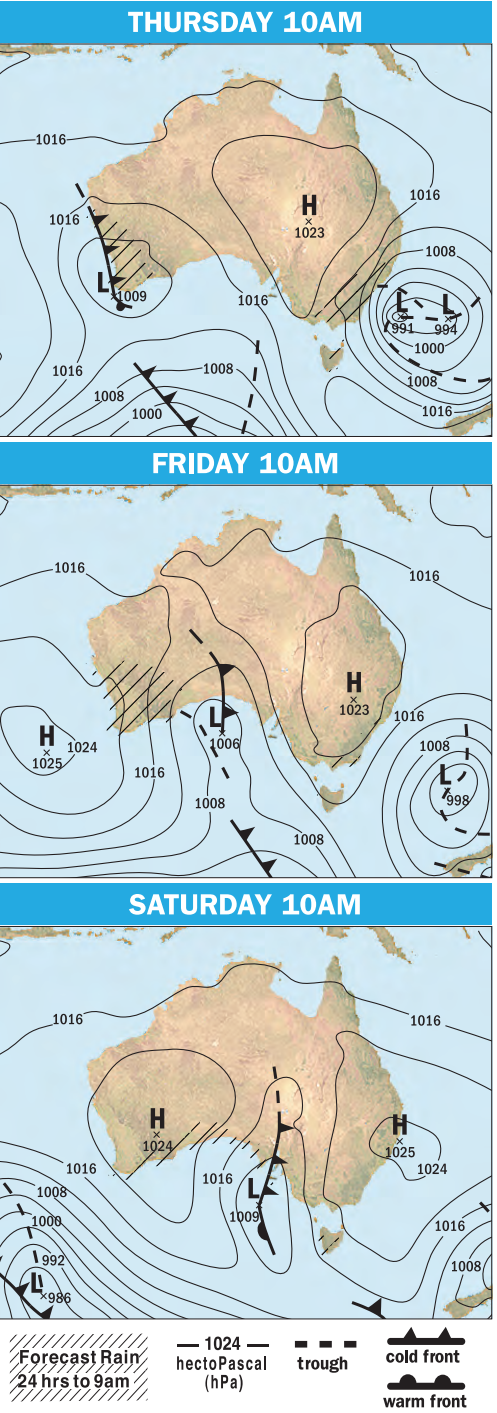 THURSDAY 10AM
1016
H
1023
1016
1016
1008
L
1009
1016
L
991
L
994
1000
1016
1008
1008
1008
1000
1016
FRIDAY 10AM
1016
1016
H
1023
1016
H
1024
1025
L
1006
1008
1016
L
998
1008
1008
SATURDAY 10AM
1016
1016
H
1024
H
1025
1024
1016
1016
L
1009
1008
1000
1016
992
1008
L
986
Forecast Rain
24 hrs to 9am
1024
hectoPascal
(hPa)
trough
cold front
warm front